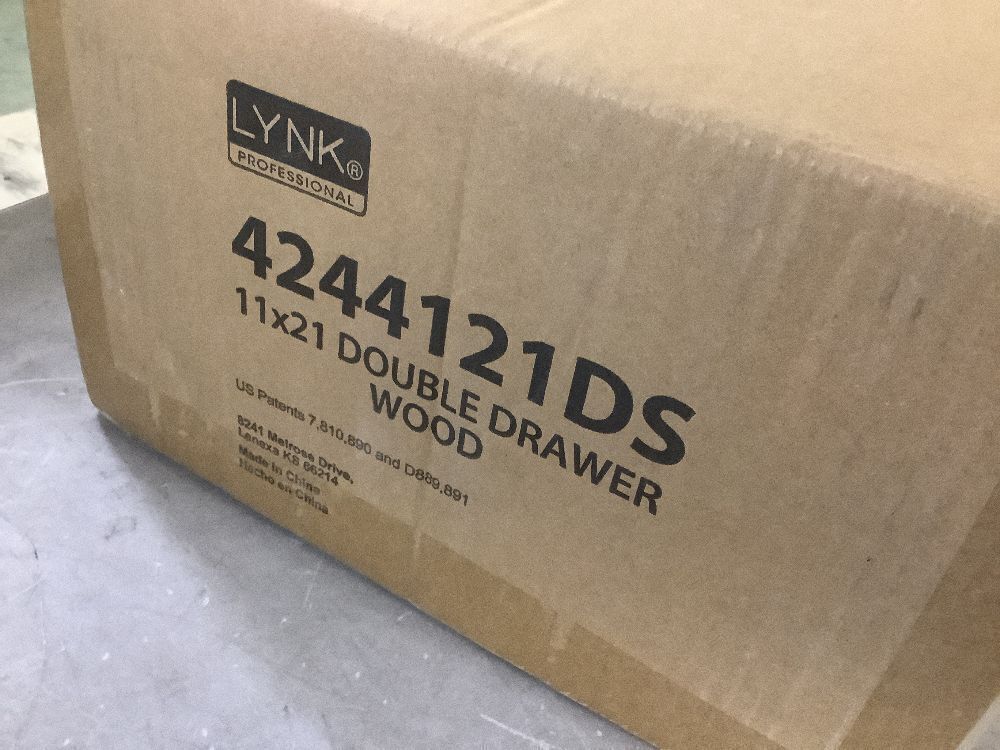 LYNK®
PROFESSIONAL
4244121DS
11x21 DOUBLE DRAWER
WOOD
US Patents 7,810,890 and D889,891
8241 Melrose Drive,
Lenexa KS 66214
Made in China
Hecho en China